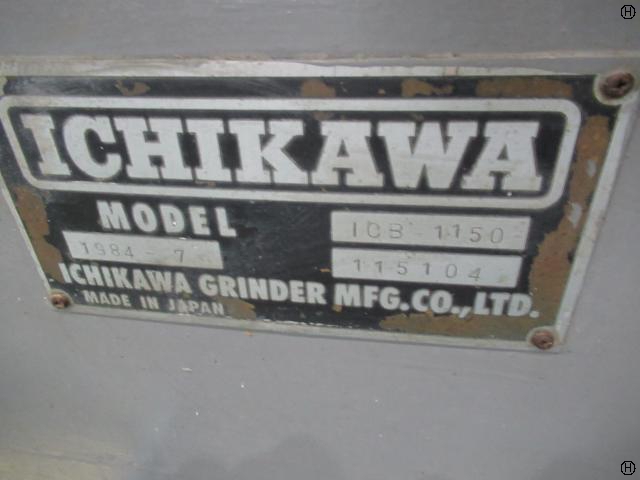 ICHIKAWA
MODEL ICB-1150
1984-7 115104
ICHIKAWA GRINDER MFG.CO.,LTD.
MADE IN JAPAN
H
H